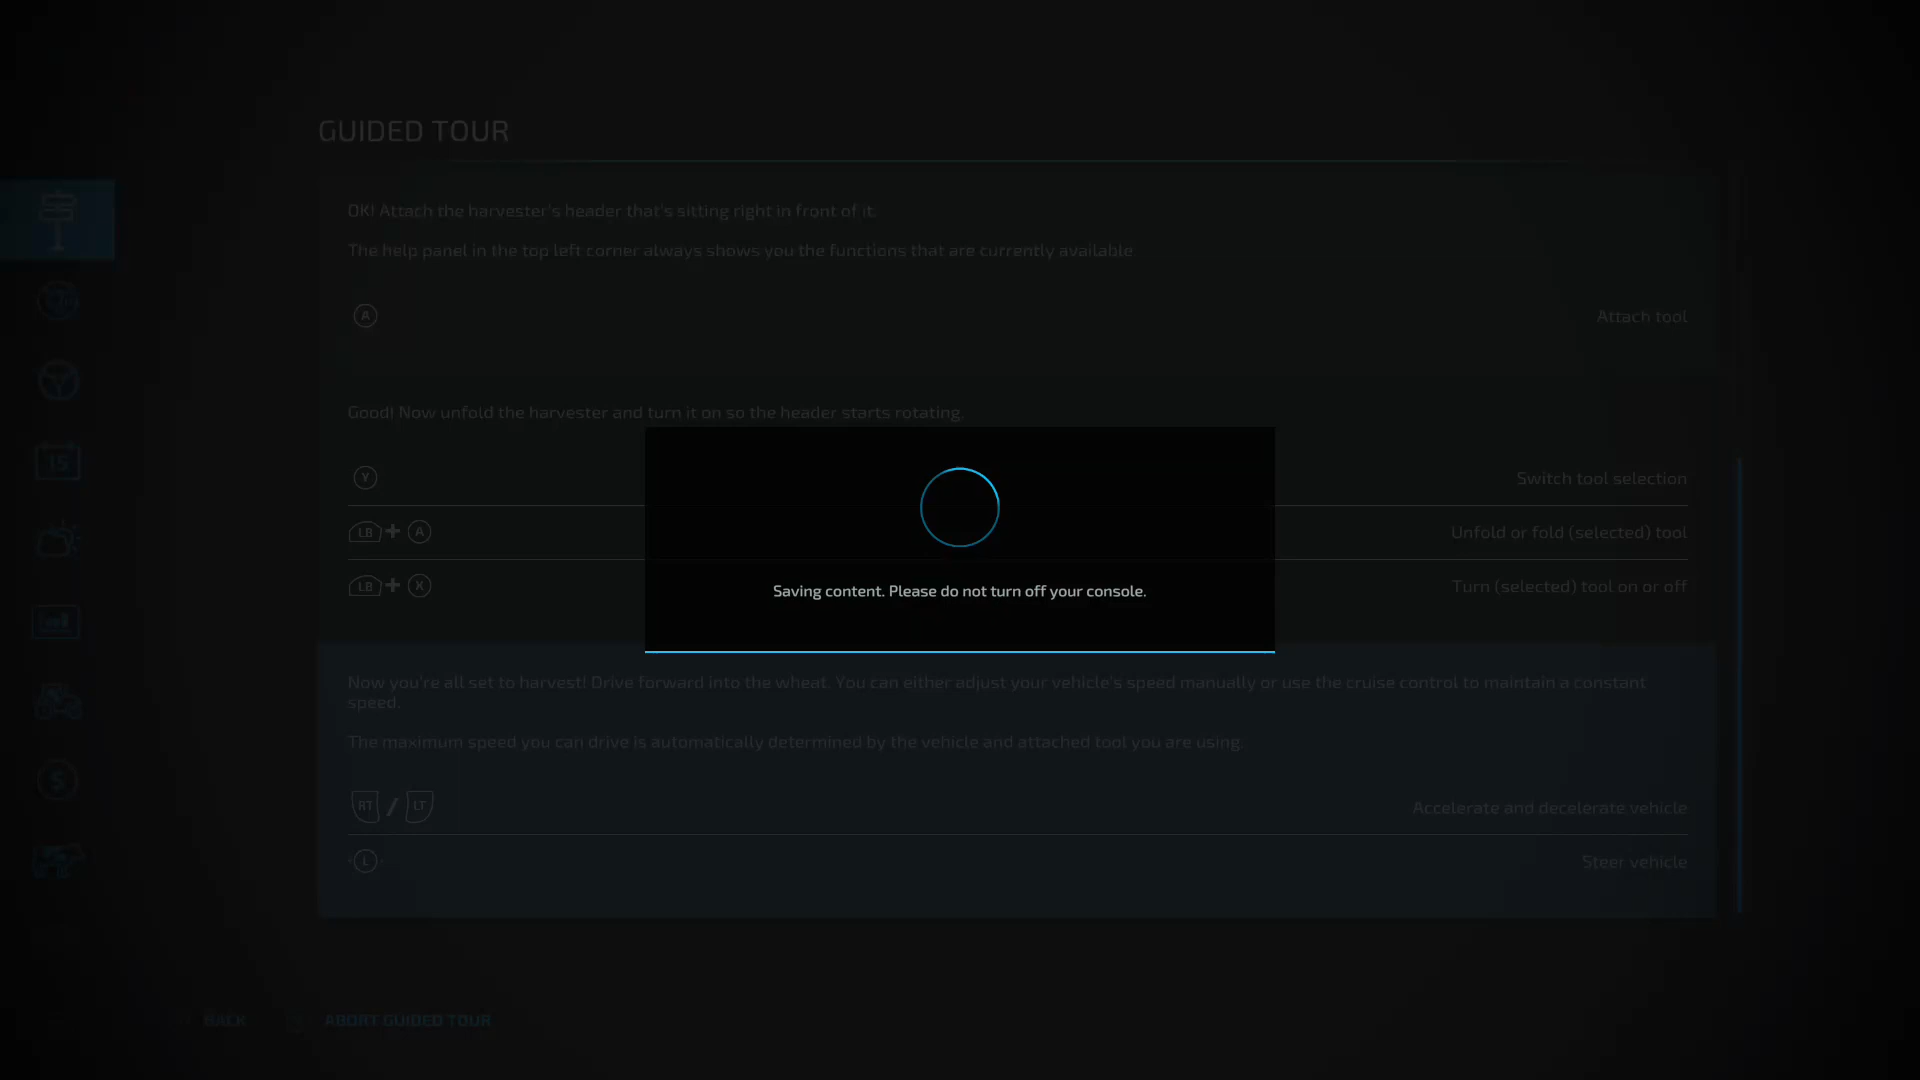 GUIDED TOUR
OK! Attach the harvester's header that's sitting right in front of it.
The help panel in the top left corner always shows you the functions that are currently available.
A
Attach tool
Good! Now unfold the harvester and turn it on so the header starts rotating.
Y
Switch tool selection
LB + A
Unfold or fold (selected) tool
LB + X
Turn (selected) tool on or off
15
Saving content. Please do not turn off your console.
Now you're all set to harvest! Drive forward into the wheat. You can either adjust your vehicle's speed manually or use the cruise control to maintain a constant
speed.
The maximum speed you can drive is automatically determined by the vehicle and attached tool you are using.
RT / LT
Accelerate and decelerate vehicle
$
L
Steer vehicle
BACK
ABORT GUIDED TOUR